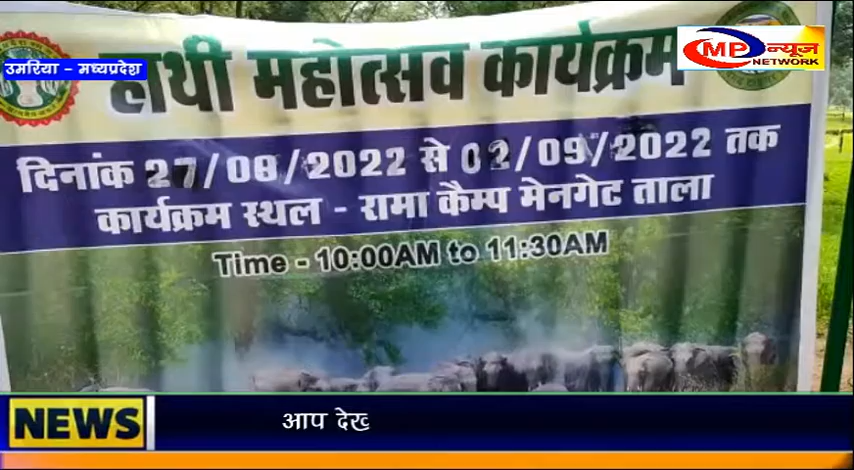 MP न्यूज
NETWORK
उमरिया - मध्यप्रदेश
हाथी महोत्सव कार्यक्रम
दिनांक 27/08/2022 से 02/09/2022 तक
कार्यक्रम स्थल - रामा कैम्प मेनगेट ताला
Time - 10:00AM to 11:30AM
NEWS
आप देख